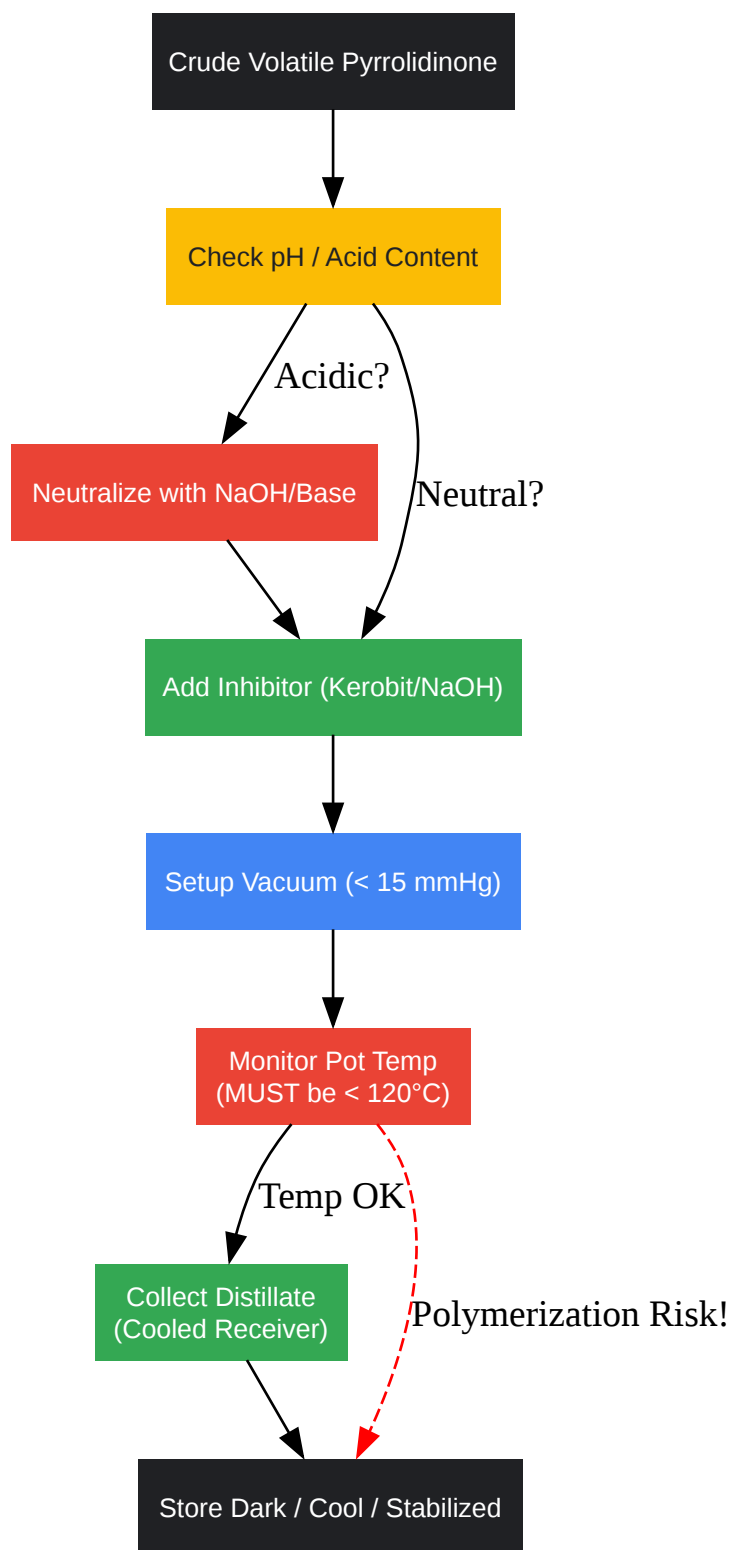 Crude Volatile Pyrrolidinone
Check pH / Acid Content
Acidic?
Neutralize with NaOH/Base
Neutral?
Add Inhibitor (Kerobit/NaOH)
Setup Vacuum (< 15 mmHg)
Monitor Pot Temp
(MUST be < 120°C)
Temp OK
Collect Distillate
(Cooled Receiver)
Polymerization Risk!
Store Dark / Cool / Stabilized